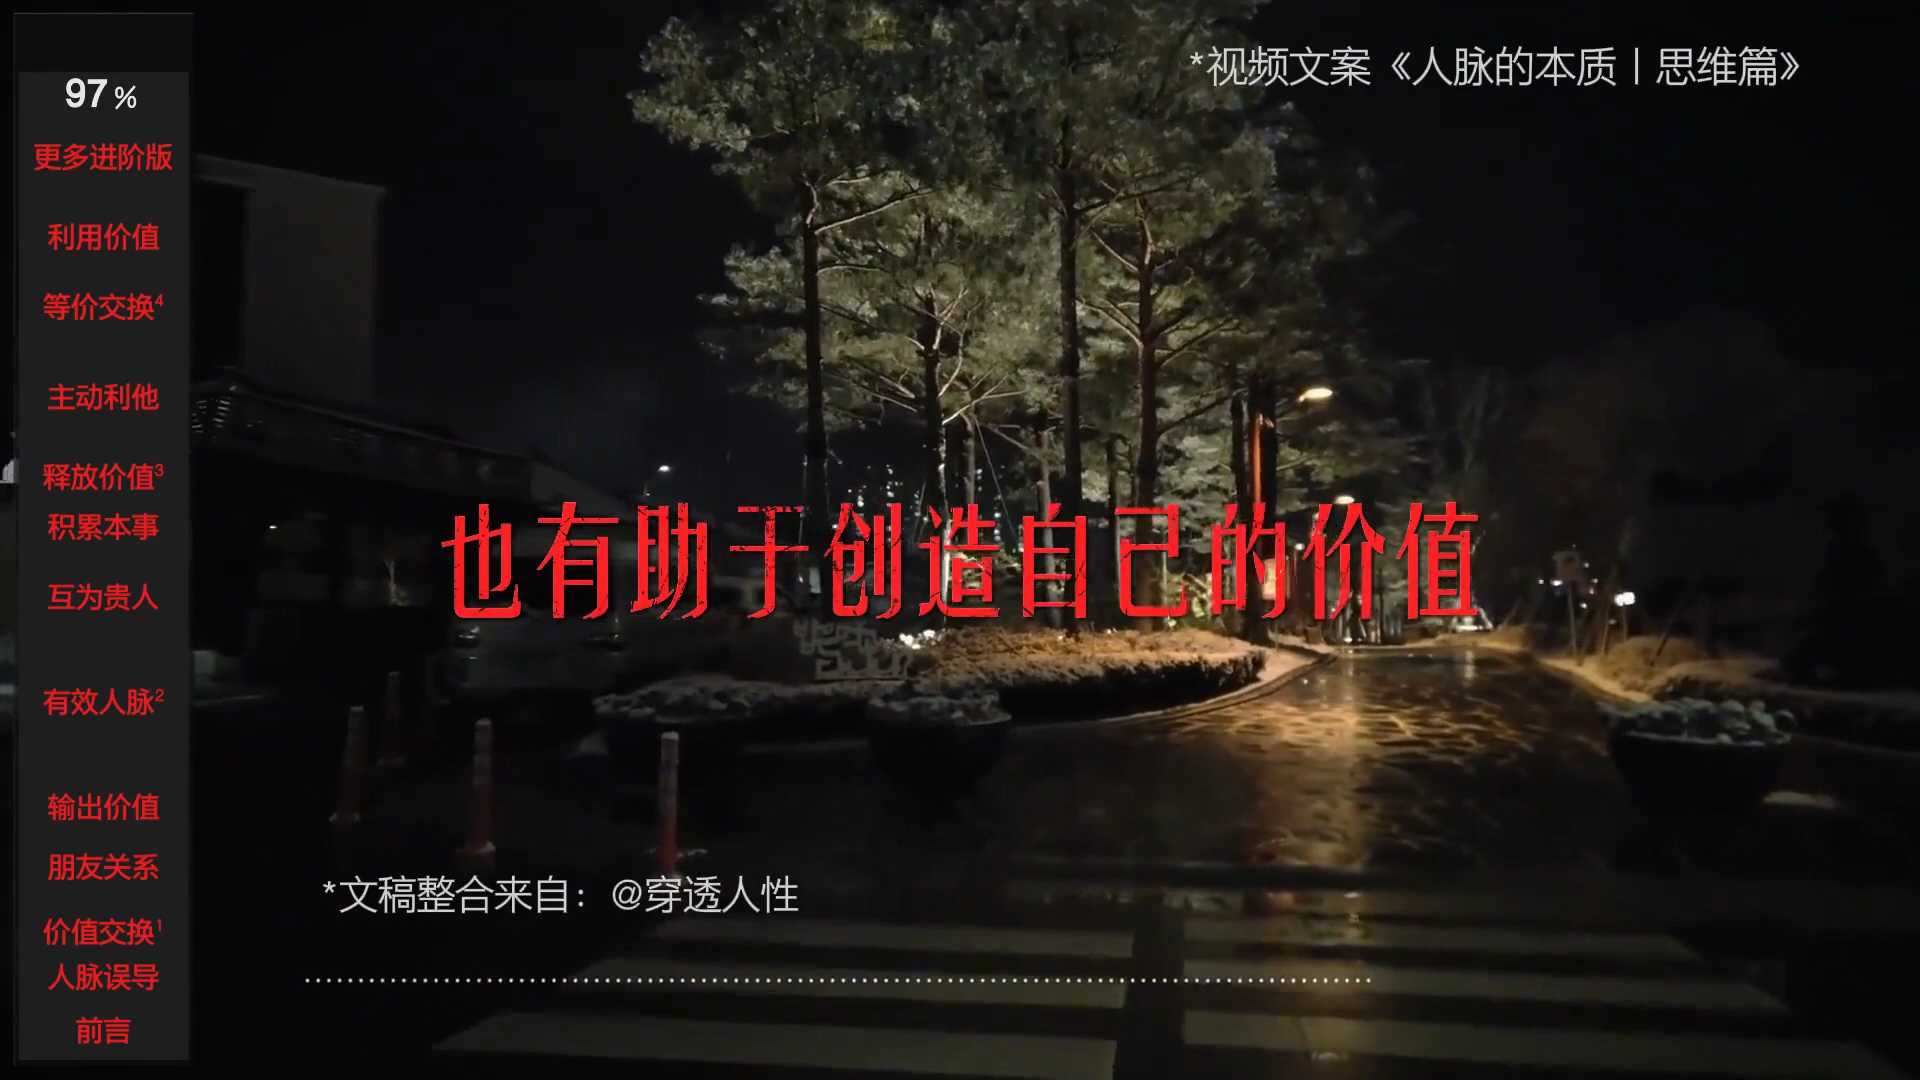 *视频文案《人脉的本质丨思维篇》
97%
更多进阶版
利用价值
等价交换4
主动利他
释放价值3
积累本事
互为贵人
有效人脉2
输出价值
朋友关系
价值交换1
人脉误导
前言
也有助于创造自己的价值
*文稿整合来自：@穿透人性